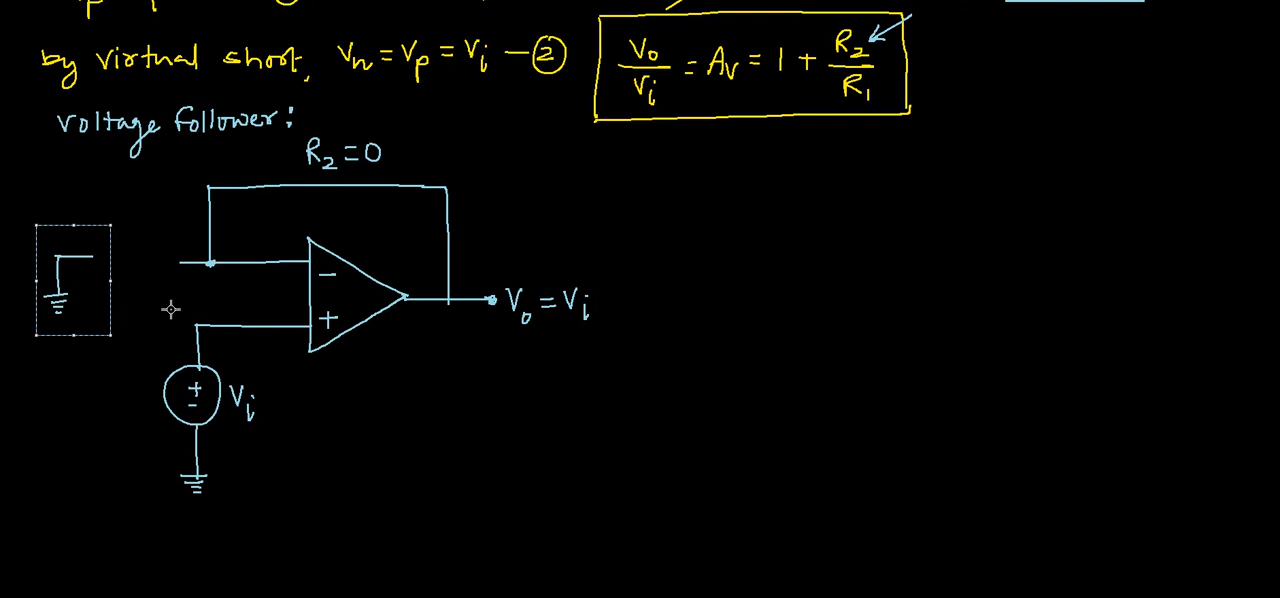 by virtual short, Vn = Vp = Vi — ②
Vo/Vi = Av = 1 + R2/R1
Voltage follower:
R2 = 0
−
+
Vo = Vi
+
−
Vi